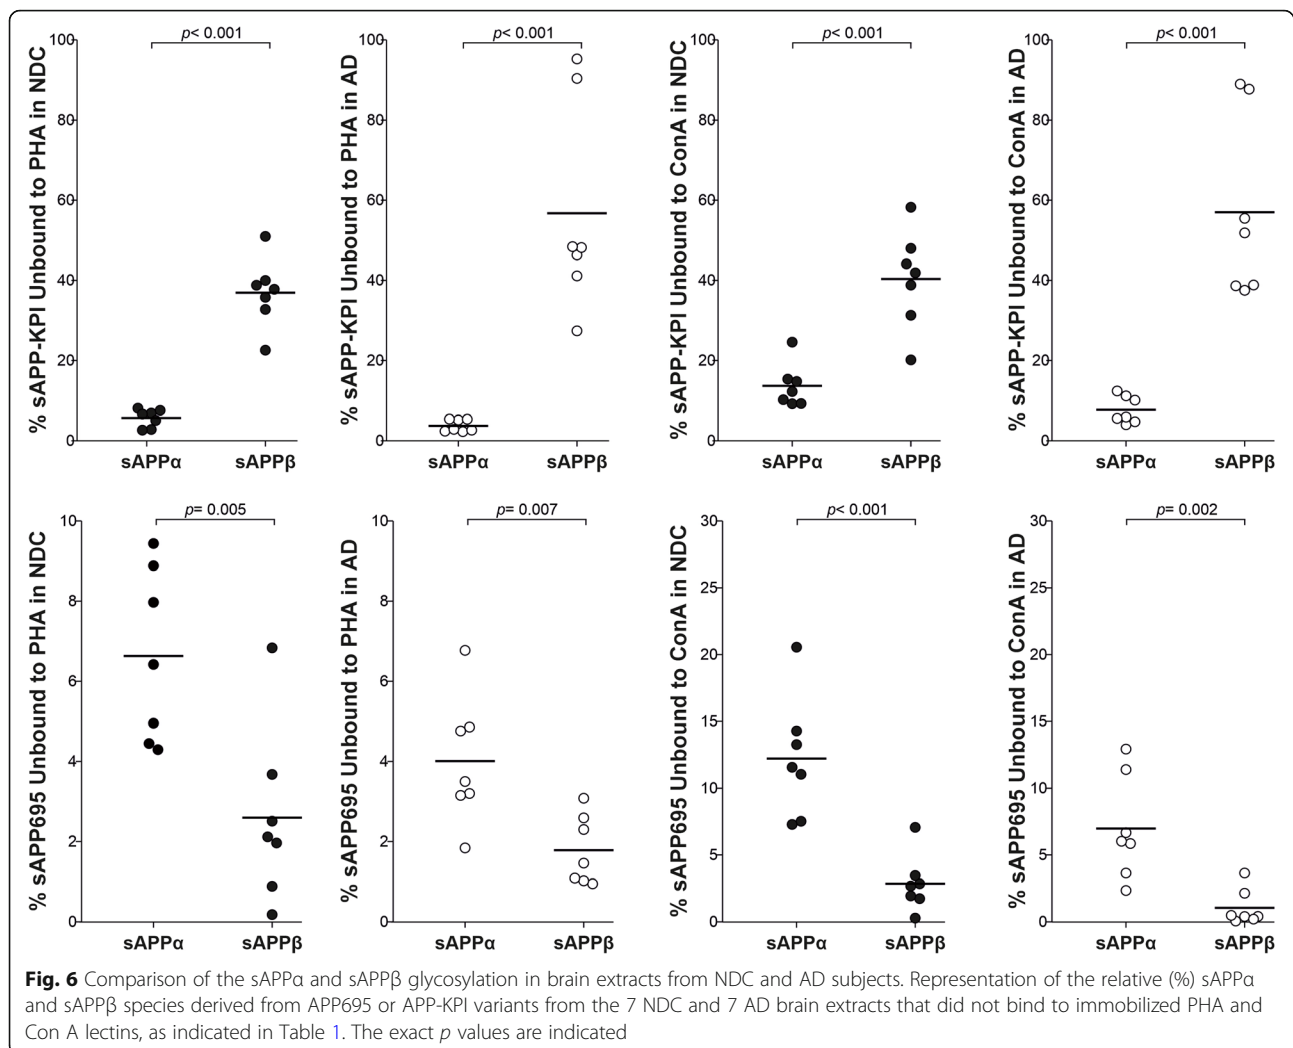 p< 0.001
p< 0.001
p< 0.001
p< 0.001
% sAPP-KPI Unbound to PHA in NDC
100
80
60
40
20
0
sAPPα
sAPPβ
% sAPP-KPI Unbound to PHA in AD
100
80
60
40
20
0
sAPPα
sAPPβ
% sAPP-KPI Unbound to ConA in NDC
100
80
60
40
20
0
sAPPα
sAPPβ
% sAPP-KPI Unbound to ConA in AD
100
80
60
40
20
0
sAPPα
sAPPβ
p= 0.005
p= 0.007
p< 0.001
p= 0.002
% sAPP695 Unbound to PHA in NDC
10
8
6
4
2
0
sAPPα
sAPPβ
% sAPP695 Unbound to PHA in AD
10
8
6
4
2
0
sAPPα
sAPPβ
% sAPP695 Unbound to ConA in NDC
30
25
20
15
10
5
0
sAPPα
sAPPβ
% sAPP695 Unbound to ConA in AD
30
25
20
15
10
5
0
sAPPα
sAPPβ
Fig. 6 Comparison of the sAPPα and sAPPβ glycosylation in brain extracts from NDC and AD subjects. Representation of the relative (%) sAPPα
and sAPPβ species derived from APP695 or APP-KPI variants from the 7 NDC and 7 AD brain extracts that did not bind to immobilized PHA and
Con A lectins, as indicated in Table 1. The exact p values are indicated